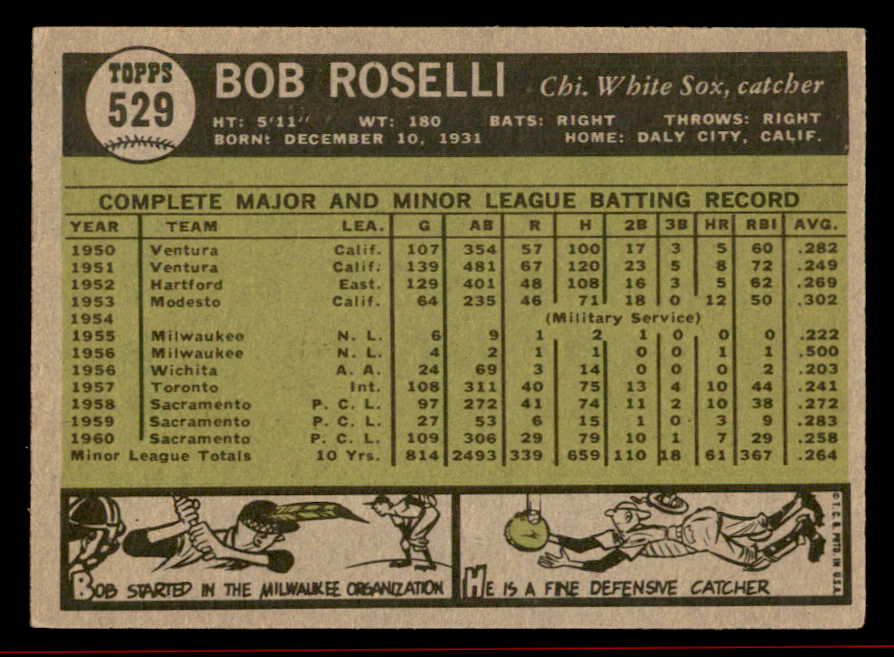 TOPPS
529
BOB ROSELLI Chi. White Sox, catcher
HT: 5'11" WT: 180 BATS: RIGHT THROWS: RIGHT
BORN: DECEMBER 10, 1931 HOME: DALY CITY, CALIF.
COMPLETE MAJOR AND MINOR LEAGUE BATTING RECORD
YEAR TEAM LEA. G AB R H 2B 3B HR RBI AVG.
1950 Ventura Calif. 107 354 57 100 17 3 5 60 .282
1951 Ventura Calif. 139 481 67 120 23 5 8 72 .249
1952 Hartford East. 129 401 48 108 16 3 5 62 .269
1953 Modesto Calif. 64 235 46 71 18 0 12 50 .302
1954 (Military Service)
1955 Milwaukee N. L. 6 9 1 2 1 0 0 0 .222
1956 Milwaukee N. L. 4 2 1 1 0 0 1 1 .500
1956 Wichita A. A. 24 69 3 14 0 0 0 2 .203
1957 Toronto Int. 108 311 40 75 13 4 10 44 .241
1958 Sacramento P. C. L. 97 272 41 74 11 2 10 38 .272
1959 Sacramento P. C. L. 27 53 6 15 1 0 3 9 .283
1960 Sacramento P. C. L. 109 306 29 79 10 1 7 29 .258
Minor League Totals 10 Yrs. 814 2493 339 659 110 18 61 367 .264
BOB STARTED IN THE MILWAUKEE ORGANIZATION
HE IS A FINE DEFENSIVE CATCHER
© T. C. G. PRTD. IN U.S.A.